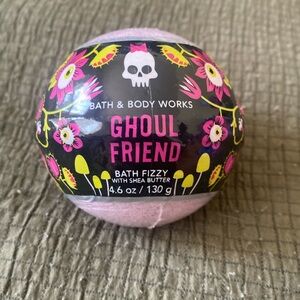 BATH & BODY WORKS
GHOUL
FRIEND
BATH FIZZY
WITH SHEA BUTTER
4.6 oz / 130 g